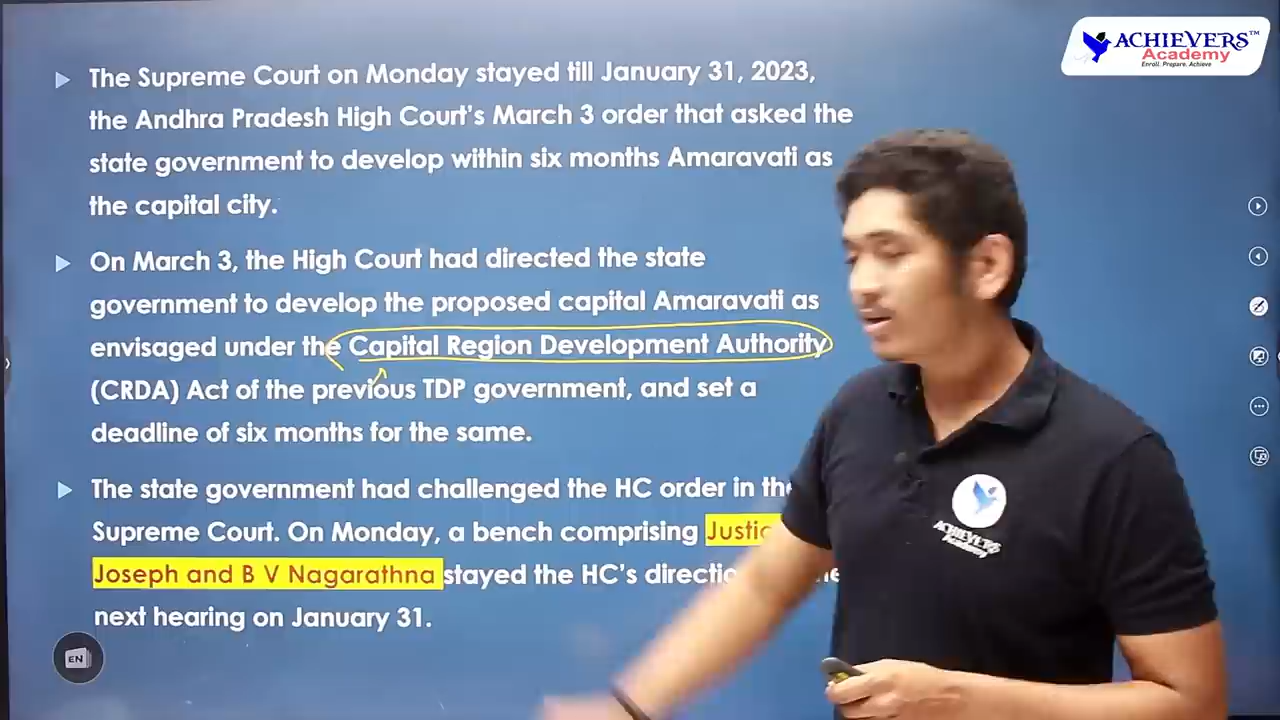 ACHIEVERS™
Academy
Enroll. Prepare. Achieve
The Supreme Court on Monday stayed till January 31, 2023,
the Andhra Pradesh High Court's March 3 order that asked the
state government to develop within six months Amaravati as
the capital city.
On March 3, the High Court had directed the state
government to develop the proposed capital Amaravati as
envisaged under the Capital Region Development Authority
(CRDA) Act of the previous TDP government, and set a
deadline of six months for the same.
The state government had challenged the HC order in the
Supreme Court. On Monday, a bench comprising
Joseph and B V Nagarathna stayed the HC's
next hearing on January 31.
EN
ACHIEVERS
Academy